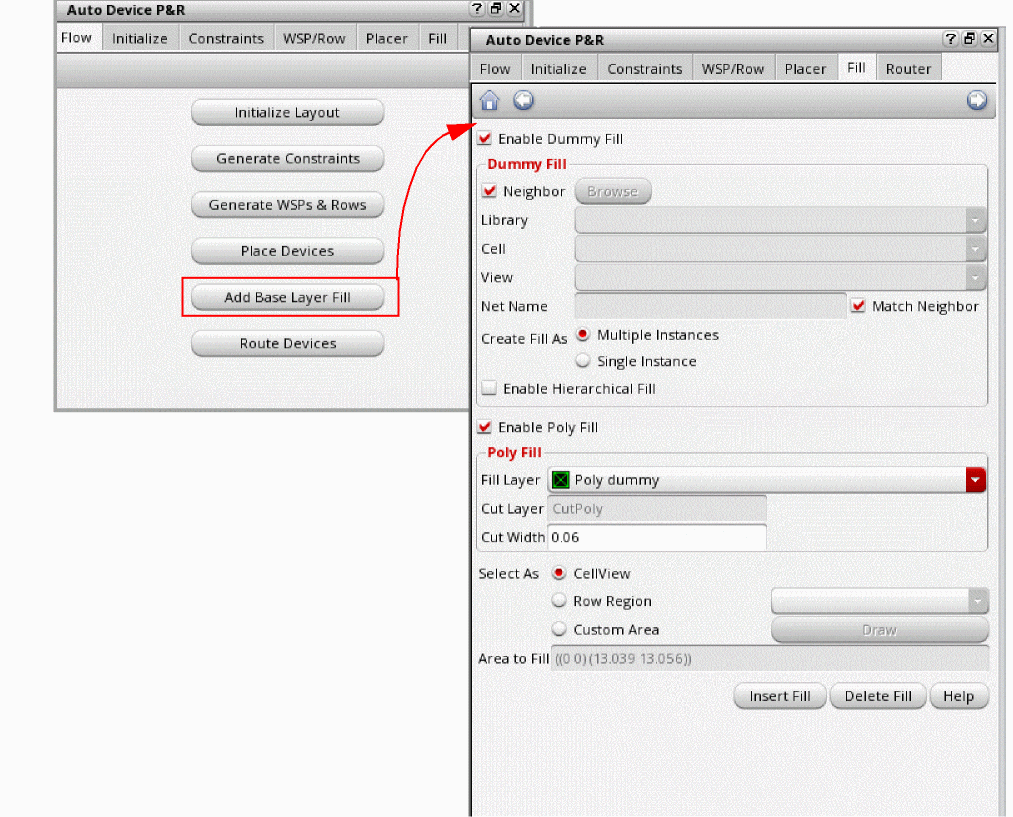 Auto Device P&R
Flow Initialize Constraints WSP/Row Placer Fill
Initialize Layout
Generate Constraints
Generate WSPs & Rows
Place Devices
Add Base Layer Fill
Route Devices
Auto Device P&R
Flow Initialize Constraints WSP/Row Placer Fill Router
Enable Dummy Fill
Dummy Fill
Neighbor Browse
Library
Cell
View
Net Name Match Neighbor
Create Fill As Multiple Instances
Single Instance
Enable Hierarchical Fill
Enable Poly Fill
Poly Fill
Fill Layer Poly dummy
Cut Layer CutPoly
Cut Width 0.06
Select As CellView
Row Region
Custom Area Draw
Area to Fill ((0 0) (13.039 13.056))
Insert Fill Delete Fill Help